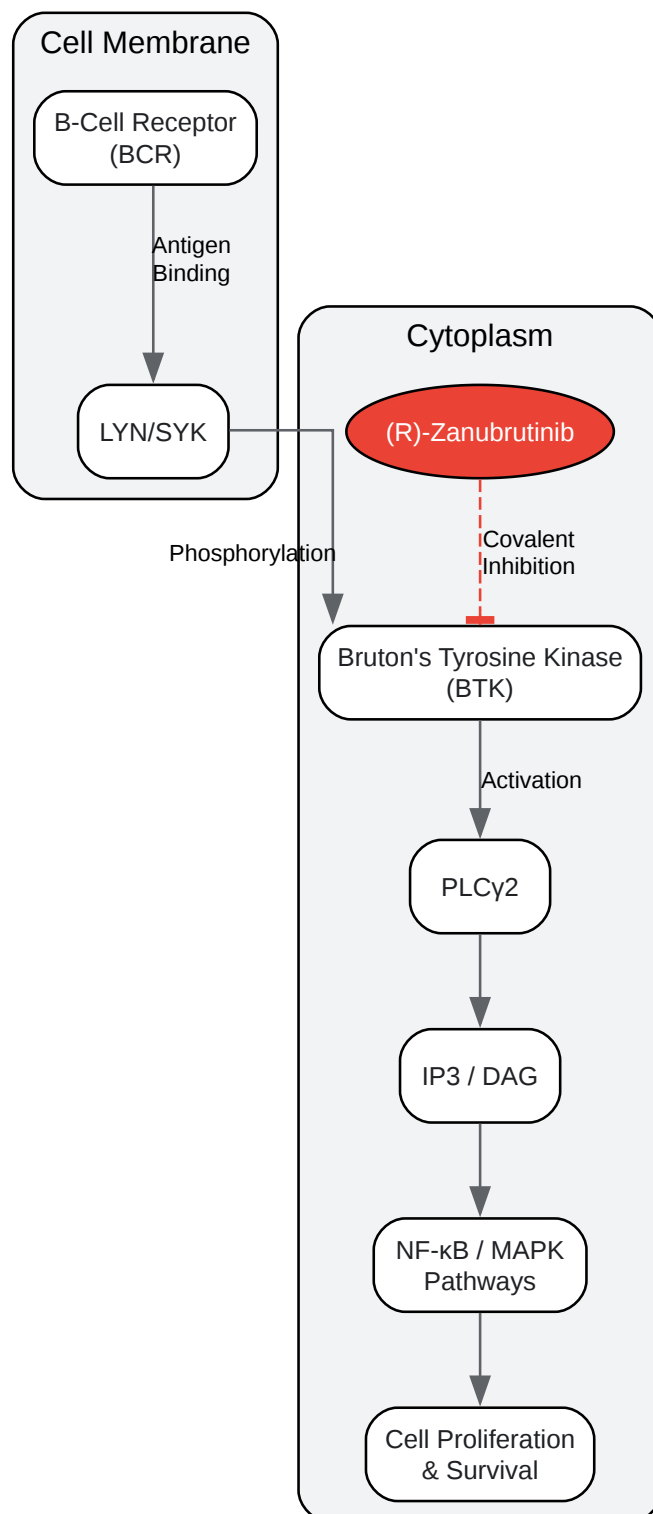 Cell Membrane
B-Cell Receptor
(BCR)
Antigen
Binding
LYN/SYK
Cytoplasm
(R)-Zanubrutinib
Phosphorylation
Covalent
Inhibition
Bruton's Tyrosine Kinase
(BTK)
Activation
PLCγ2
IP3 / DAG
NF-κB / MAPK
Pathways
Cell Proliferation
& Survival